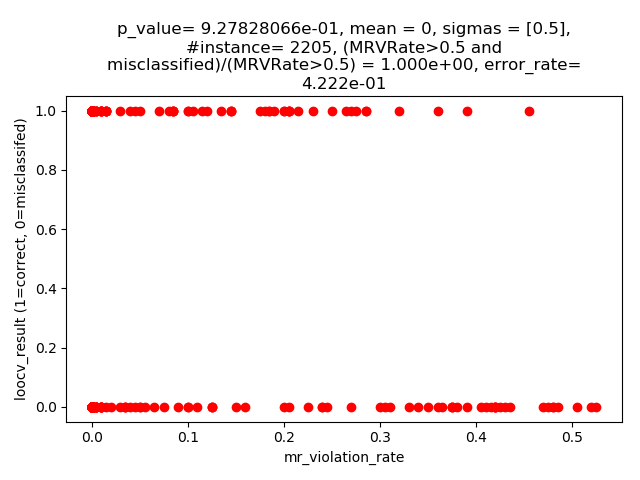 p_value= 9.27828066e-01, mean = 0, sigmas = [0.5],
#instance= 2205, (MRVRate>0.5 and
misclassified)/(MRVRate>0.5) = 1.000e+00, error_rate=
4.222e-01
loocv_result (1=correct, 0=misclassifed)
1.0
0.8
0.6
0.4
0.2
0.0
0.0 0.1 0.2 0.3 0.4 0.5
mr_violation_rate